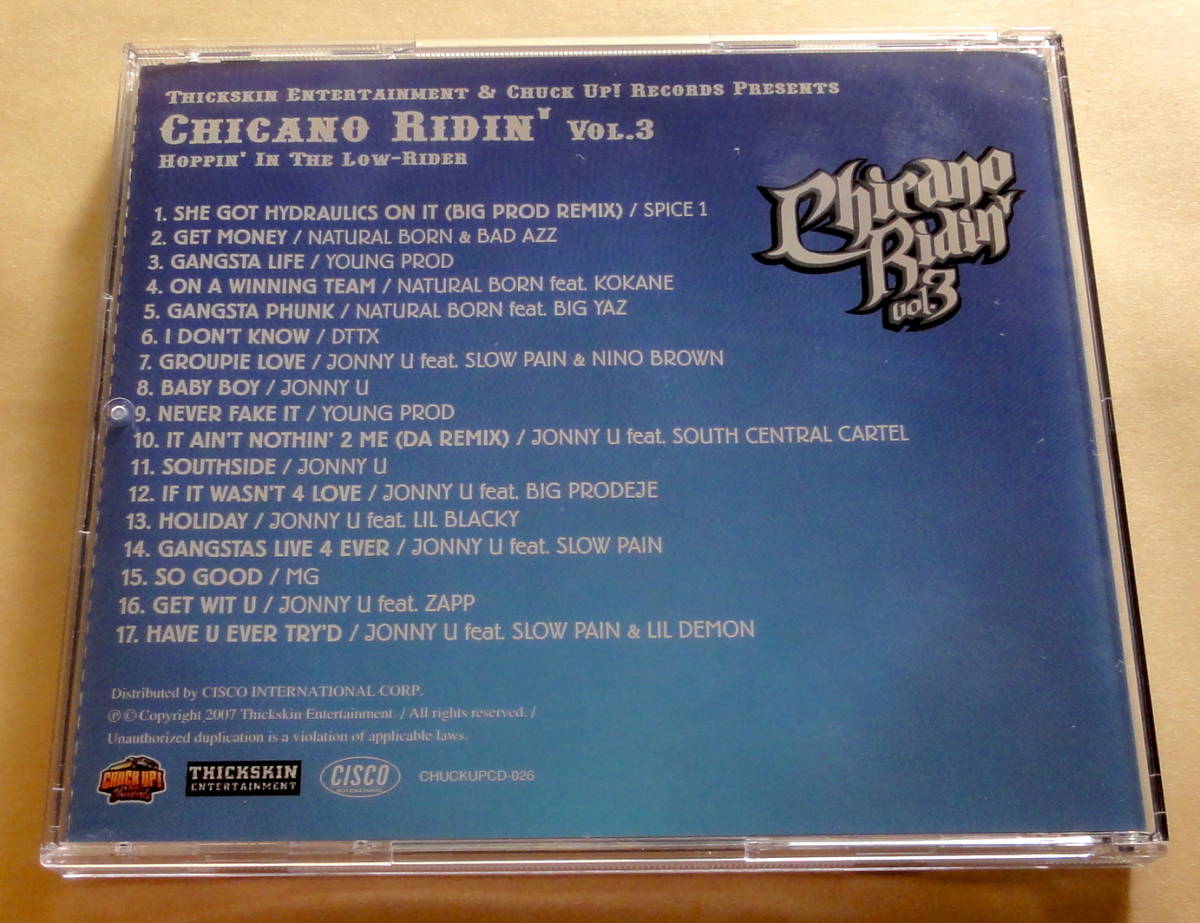 THICKSKIN ENTERTAINMENT & CHUCK UP! RECORDS PRESENTS
CHICANO RIDIN' VOL.3
HOPPIN' IN THE LOW-RIDER
Chicano
Ridin'
vol.3
1. SHE GOT HYDRAULICS ON IT (BIG PROD REMIX) / SPICE 1
2. GET MONEY / NATURAL BORN & BAD AZZ
3. GANGSTA LIFE / YOUNG PROD
4. ON A WINNING TEAM / NATURAL BORN feat. KOKANE
5. GANGSTA PHUNK / NATURAL BORN feat. BIG YAZ
6. I DON'T KNOW / DTTX
7. GROUPIE LOVE / JONNY U feat. SLOW PAIN & NINO BROWN
8. BABY BOY / JONNY U
9. NEVER FAKE IT / YOUNG PROD
10. IT AIN'T NOTHIN' 2 ME (DA REMIX) / JONNY U feat. SOUTH CENTRAL CARTEL
11. SOUTHSIDE / JONNY U
12. IF IT WASN'T 4 LOVE / JONNY U feat. BIG PRODEJE
13. HOLIDAY / JONNY U feat. LIL BLACKY
14. GANGSTAS LIVE 4 EVER / JONNY U feat. SLOW PAIN
15. SO GOOD / MG
16. GET WIT U / JONNY U feat. ZAPP
17. HAVE U EVER TRY'D / JONNY U feat. SLOW PAIN & LIL DEMON
Distributed by CISCO INTERNATIONAL CORP.
℗ © Copyright 2007 Thickskin Entertainment. / All rights reserved. /
Unauthorized duplication is a violation of applicable laws.
CHUCK UP!
Records
THICKSKIN
ENTERTAINMENT
CISCO
CHUCKUPCD-026